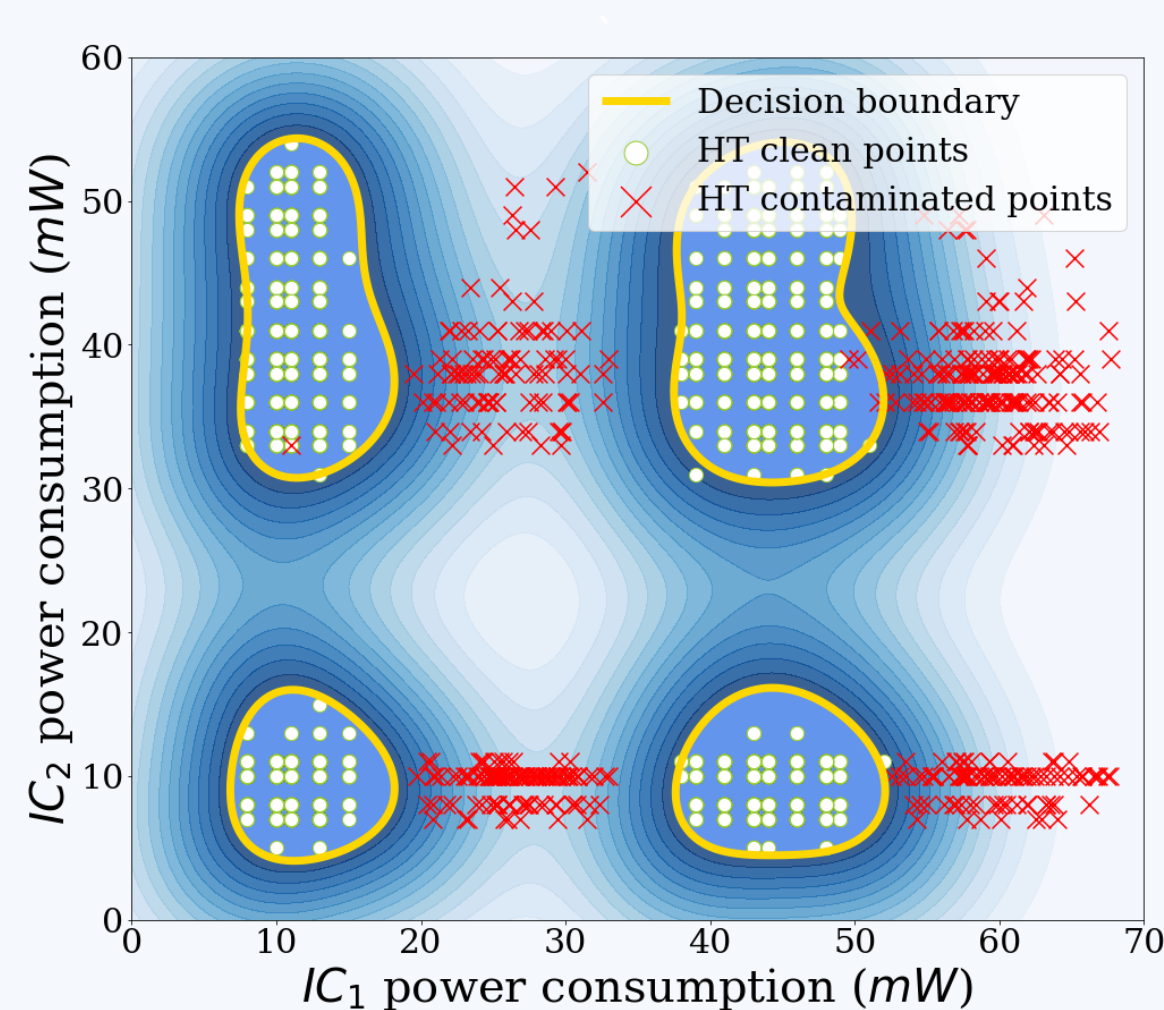 60
50
40
30
20
10
0
0 10 20 30 40 50 60 70
IC₂ power consumption (mW)
IC₁ power consumption (mW)
Decision boundary
HT clean points
HT contaminated points